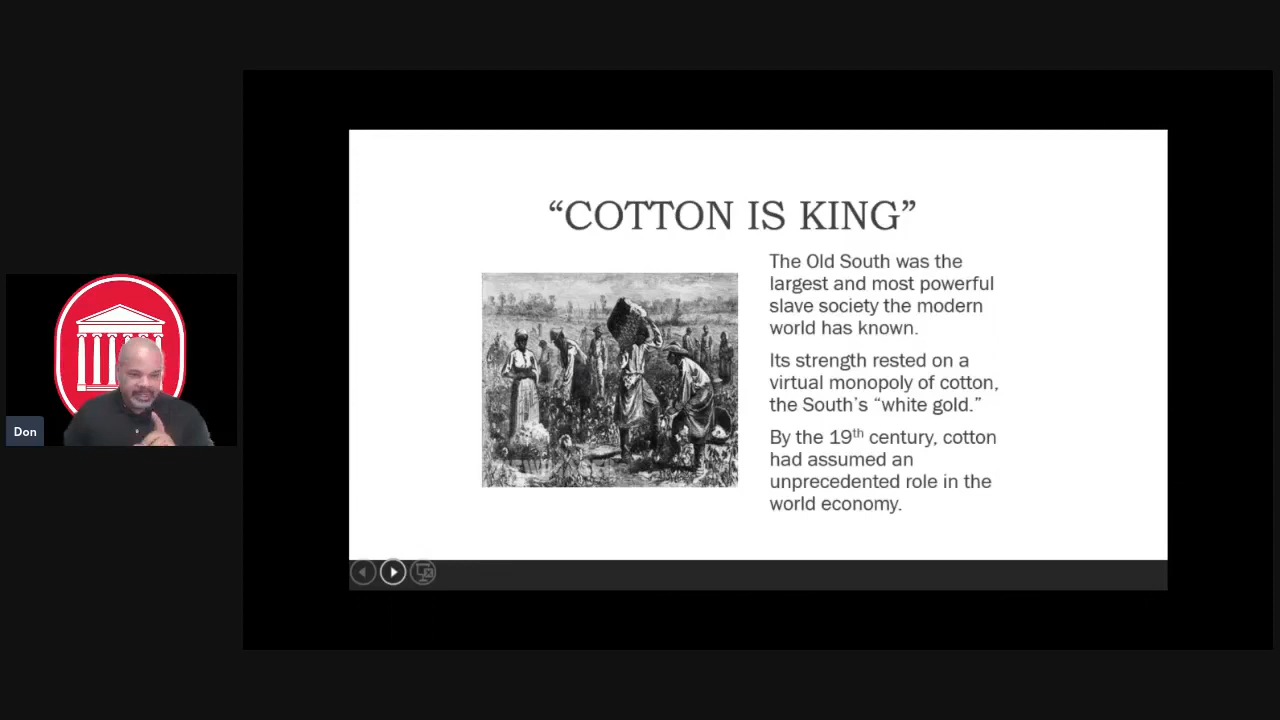 “COTTON IS KING”
The Old South was the
largest and most powerful
slave society the modern
world has known.
Its strength rested on a
virtual monopoly of cotton,
the South’s “white gold.”
By the 19th century, cotton
had assumed an
unprecedented role in the
world economy.
Don